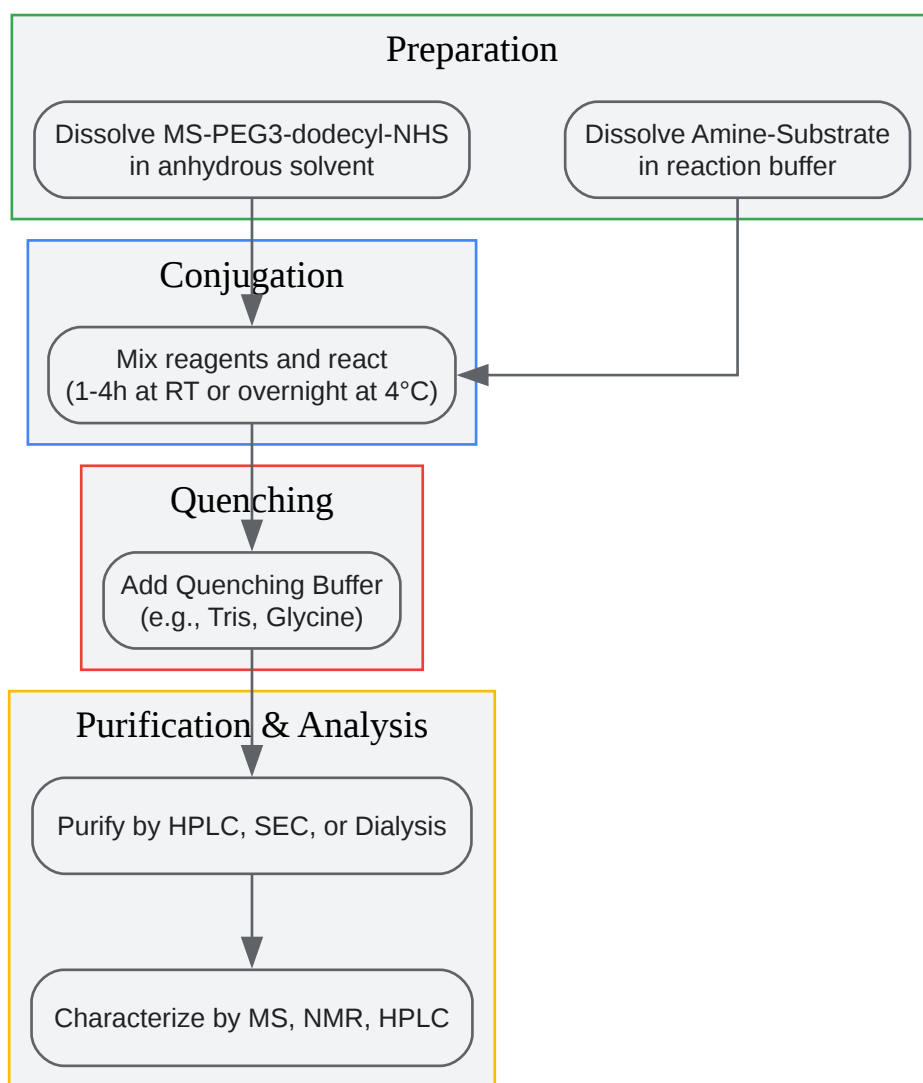 Preparation
Dissolve MS-PEG3-dodecyl-NHS
in anhydrous solvent
Dissolve Amine-Substrate
in reaction buffer
Conjugation
Mix reagents and react
(1-4h at RT or overnight at 4°C)
Quenching
Add Quenching Buffer
(e.g., Tris, Glycine)
Purification & Analysis
Purify by HPLC, SEC, or Dialysis
Characterize by MS, NMR, HPLC